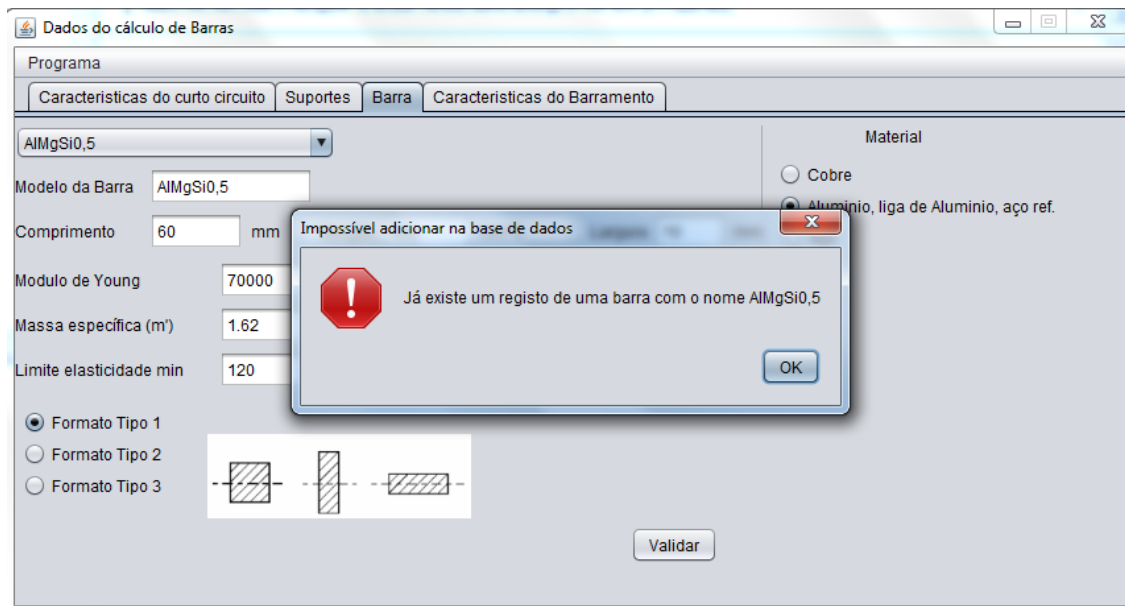 Dados do cálculo de Barras
Programa
Caracteristicas do curto circuito Suportes Barra Caracteristicas do Barramento
AlMgSi0,5
Material
Modelo da Barra AlMgSi0,5
Cobre
Aluminio, liga de Aluminio, aço ref.
Comprimento 60 mm
Impossível adicionar na base de dados
Já existe um registo de uma barra com o nome AlMgSi0,5
OK
Modulo de Young 70000
Massa específica (m') 1.62
Limite elasticidade min 120
Formato Tipo 1
Formato Tipo 2
Formato Tipo 3
Validar